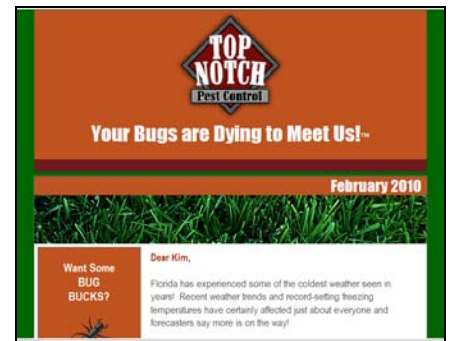 TOP
NOTCH
Pest Control
Your Bugs are Dying to Meet Us!™
February 2010
Want Some
BUG
BUCKS?
Dear Kim,
Florida has experienced some of the coldest weather seen in
years! Recent weather trends and record-setting freezing
temperatures have certainly affected just about everyone and
forecasters say more is on the way!